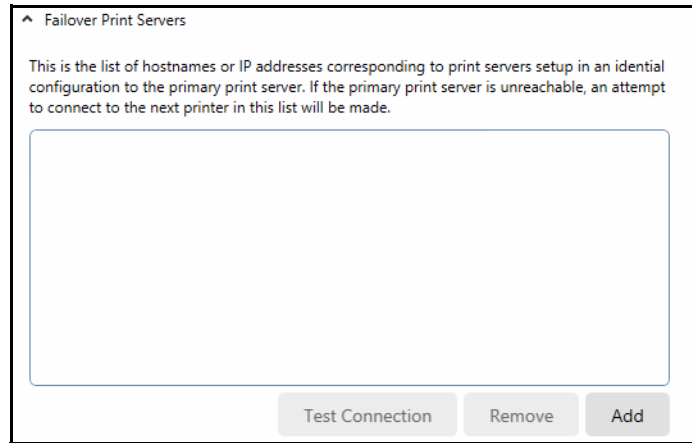 Failover Print Servers
This is the list of hostnames or IP addresses corresponding to print servers setup in an idential
configuration to the primary print server. If the primary print server is unreachable, an attempt
to connect to the next printer in this list will be made.
Test Connection Remove Add